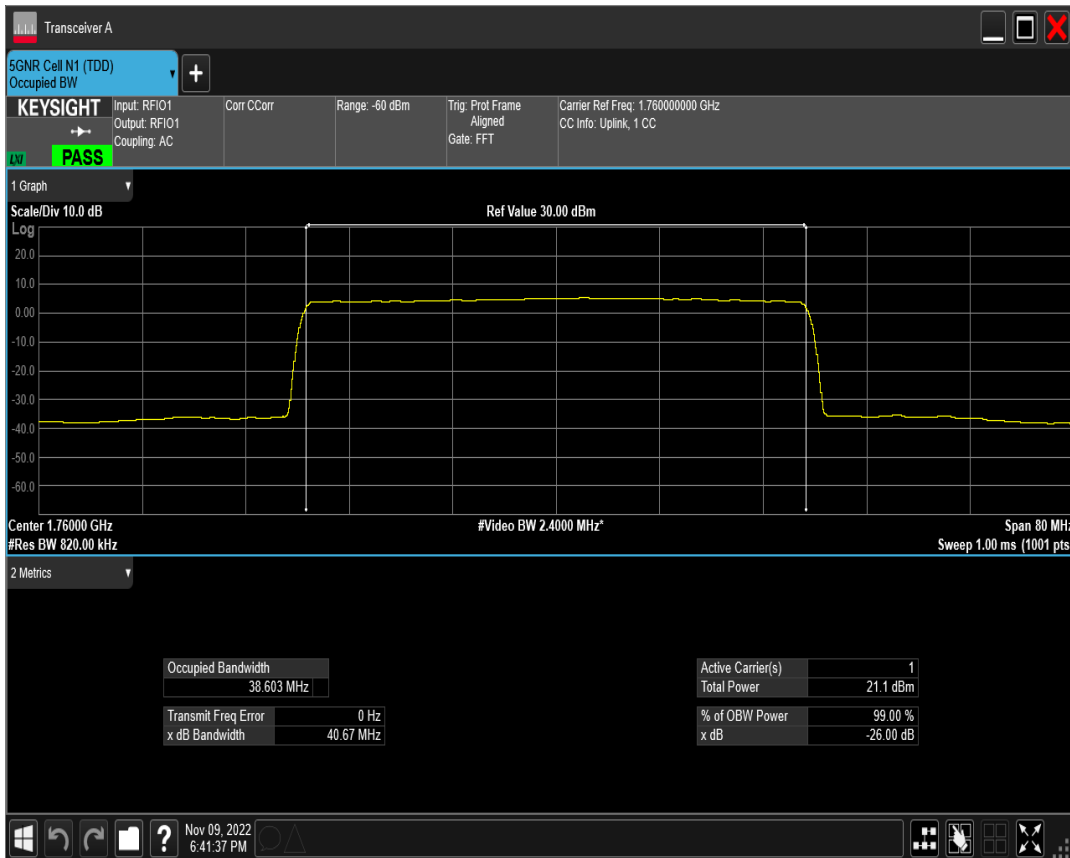 Transceiver A
5GNR Cell N1 (TDD)
Occupied BW
+
KEYSIGHT
LXI
PASS
Input: RFIO1
Output: RFIO1
Coupling: AC
Corr CCorr
Range: -60 dBm
Trig: Prot Frame
Aligned
Gate: FFT
Carrier Ref Freq: 1.760000000 GHz
CC Info: Uplink, 1 CC
1 Graph
Scale/Div 10.0 dB
Ref Value 30.00 dBm
Log
20.0
10.0
0.00
-10.0
-20.0
-30.0
-40.0
-50.0
-60.0
Center 1.76000 GHz
#Video BW 2.4000 MHz*
Span 80 MHz
#Res BW 820.00 kHz
Sweep 1.00 ms (1001 pts
2 Metrics
Occupied Bandwidth
38.603 MHz
Transmit Freq Error 0 Hz
x dB Bandwidth 40.67 MHz
Active Carrier(s) 1
Total Power 21.1 dBm
% of OBW Power 99.00 %
x dB -26.00 dB
?
Nov 09, 2022
6:41:37 PM